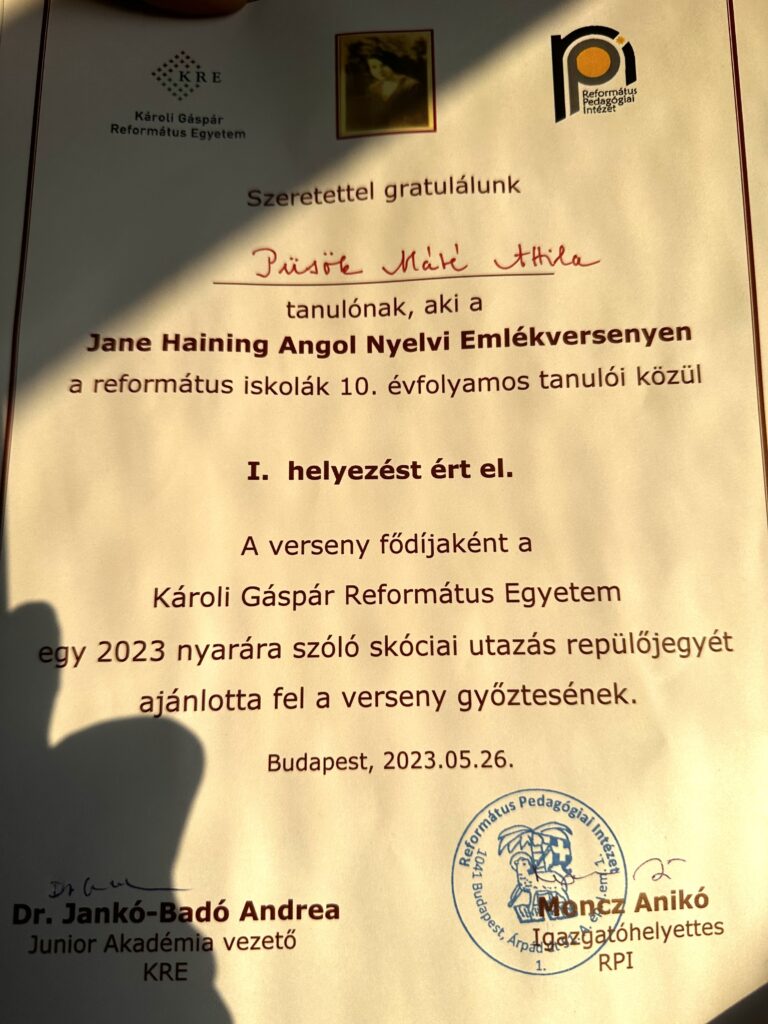 KRE
Károli Gáspár
Református Egyetem
rpi
Református
Pedagógiai
Intézet
Szeretettel gratulálunk
Püsök Máté Attila
tanulónak, aki a
Jane Haining Angol Nyelvi Emlékversenyen
a református iskolák 10. évfolyamos tanulói közül
I. helyezést ért el.
A verseny fődíjaként a
Károli Gáspár Református Egyetem
egy 2023 nyarára szóló skóciai utazás repülőjegyét
ajánlotta fel a verseny győztesének.
Budapest, 2023.05.26.
Dr. Jankó-Badó Andrea
Junior Akadémia vezető
KRE
Református Pedagógiai Intézet
1041 Budapest, Árpád
1.
Moncz Anikó
Igazgatóhelyettes
RPI